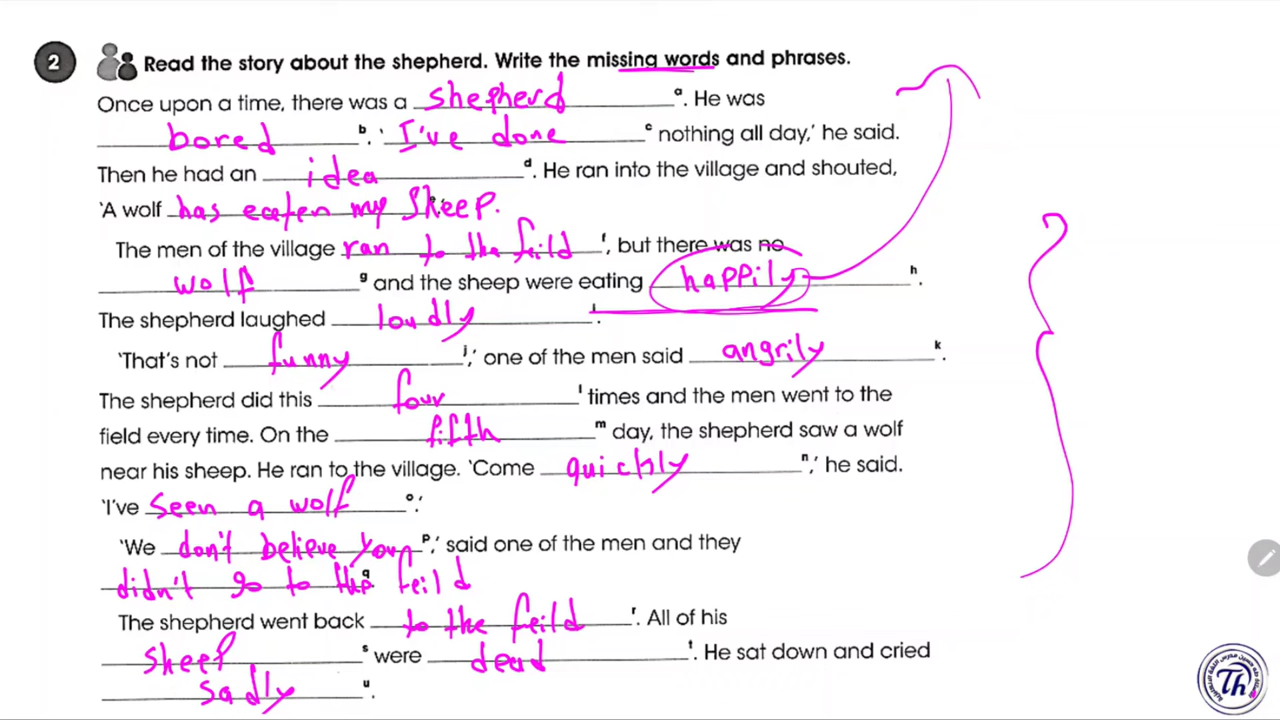 2 Read the story about the shepherd. Write the missing words and phrases.
Once upon a time, there was a shepherd a. He was
bored b. 'I've done c nothing all day,' he said.
Then he had an idea d. He ran into the village and shouted,
'A wolf has eaten my sheep.
The men of the village ran to the feild f, but there was no
wolf g and the sheep were eating happily h.
The shepherd laughed loudly i.
'That's not funny j,' one of the men said angrily k.
The shepherd did this four l times and the men went to the
field every time. On the fifth m day, the shepherd saw a wolf
near his sheep. He ran to the village. 'Come quickly n,' he said.
'I've seen a wolf o.'
'We don't believe you p,' said one of the men and they
didn't go to the feild q.
The shepherd went back to the feild r. All of his
sheep s were dead t. He sat down and cried
sadly u.
Th